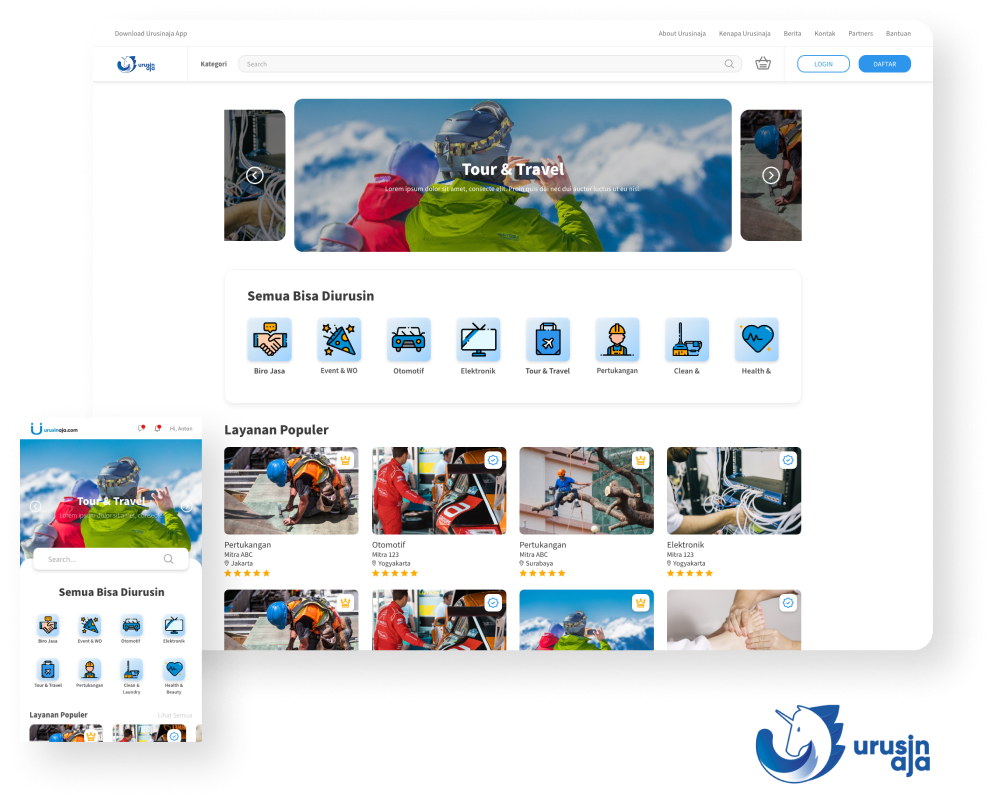 Download Urusinaja App
About Urusinaja Kenapa Urusinaja Berita Kontak Partners Bantuan
urusin
aja
Kategori Search LOGIN DAFTAR
Tour & Travel
Lorem ipsum dolor sit amet, consecte elit. Proin quis dui nec dui aucter luctus ut eu nisl.
Semua Bisa Diurusin
Biro Jasa Event & WO Otomotif Elektronik Tour & Travel Pertukangan Clean & Health &
Layanan Populer
Pertukangan
Mitra ABC
Jakarta
Otomotif
Mitra 123
Yogyakarta
Pertukangan
Mitra ABC
Surabaya
Elektronik
Mitra 123
Yogyakarta
urusinaja.com
Hi, Anton
Tour & Travel
Lorem ipsum dolor sit amet, conse
Search...
Semua Bisa Diurusin
Biro Jasa Event & WO Otomotif Elektronik
Tour & Travel Pertukangan Clean & Health &
Laundry Beauty
Layanan Populer Lihat Semua
urusin
aja